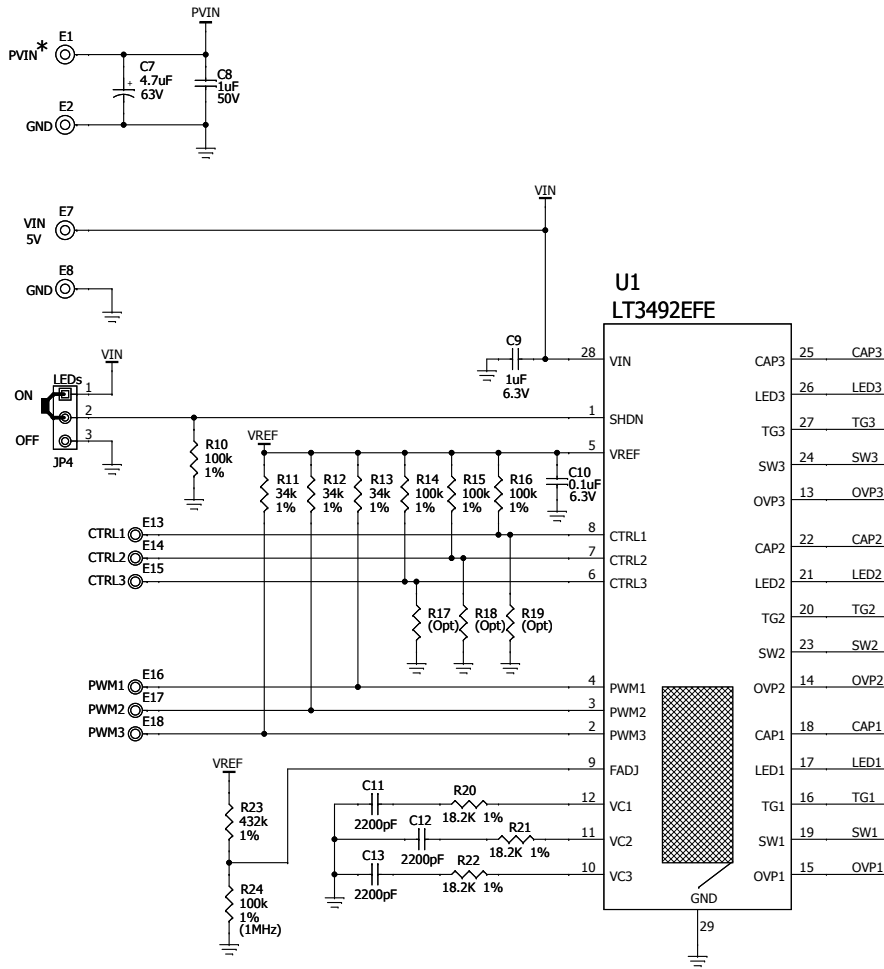 PVIN
E1
PVIN*
C7
4.7uF
63V
+
C8
1uF
50V
E2
GND
VIN
E7
VIN
5V
E8
GND
U1
LT3492EFE
VIN
C9
1uF
6.3V
LEDs
ON
1
2
OFF
3
JP4
R10
100k
1%
VREF
R11
34k
1%
R12
34k
1%
R13
34k
1%
R14
100k
1%
R15
100k
1%
R16
100k
1%
C10
0.1uF
6.3V
CTRL1
E13
CTRL2
E14
CTRL3
E15
R17
(Opt)
R18
(Opt)
R19
(Opt)
PWM1
E16
PWM2
E17
PWM3
E18
VREF
R23
432k
1%
R24
100k
1%
(1MHz)
C11
2200pF
R20
18.2K 1%
C12
2200pF
R21
18.2K 1%
C13
2200pF
R22
18.2K 1%
28 VIN
1 SHDN
5 VREF
8 CTRL1
7 CTRL2
6 CTRL3
4 PWM1
3 PWM2
2 PWM3
9 FADJ
12 VC1
11 VC2
10 VC3
CAP3 25 CAP3
LED3 26 LED3
TG3 27 TG3
SW3 24 SW3
OVP3 13 OVP3
CAP2 22 CAP2
LED2 21 LED2
TG2 20 TG2
SW2 23 SW2
OVP2 14 OVP2
CAP1 18 CAP1
LED1 17 LED1
TG1 16 TG1
SW1 19 SW1
OVP1 15 OVP1
GND
29